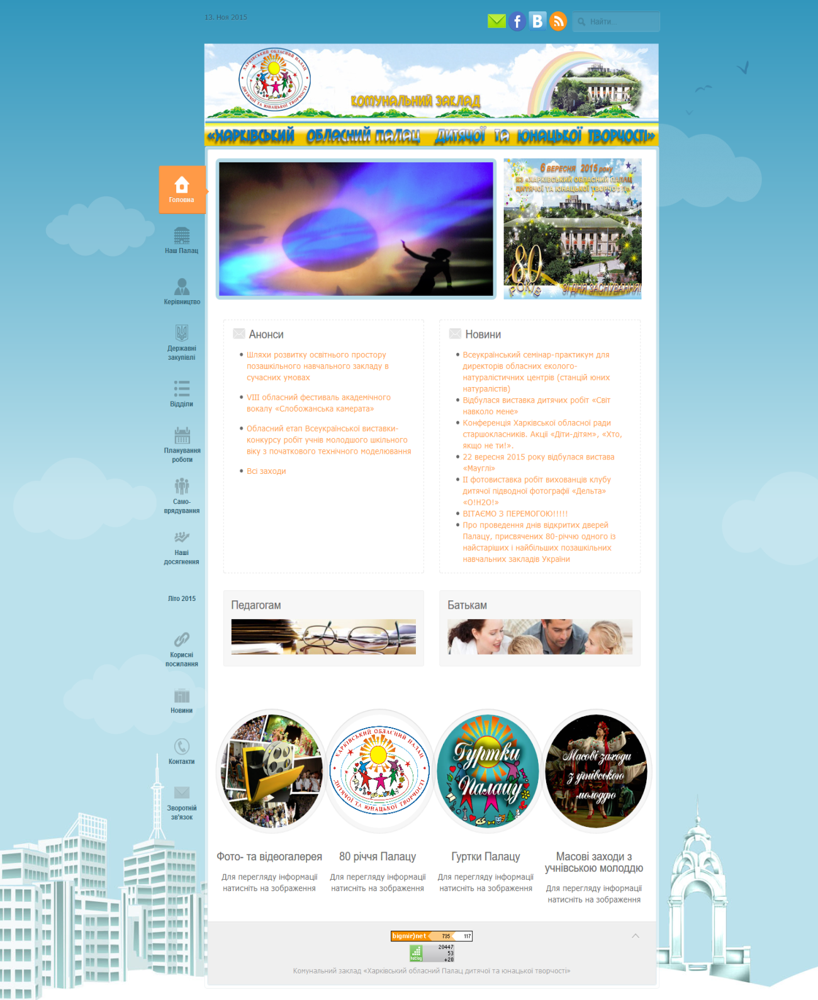 13. Ноя 2015
Найти...
ХАРКІВСЬКИЙ ОБЛАСНИЙ ПАЛАЦ
ДИТЯЧОЇ ТА ЮНАЦЬКОЇ ТВОРЧОСТІ
КОМУНАЛЬНИЙ ЗАКЛАД
«ХАРКІВСЬКИЙ ОБЛАСНИЙ ПАЛАЦ ДИТЯЧОЇ ТА ЮНАЦЬКОЇ ТВОРЧОСТІ»
Головна
Наш Палац
Керівництво
Державні
закупівлі
Відділи
Планування
роботи
Само-
врядування
Наші
досягнення
Літо 2015
Корисні
посилання
Новини
Контакти
Зворотній
зв'язок
6 ВЕРЕСНЯ 2015 року
КЗ «ХАРКІВСЬКИЙ ОБЛАСНИЙ ПАЛАЦ
ДИТЯЧОЇ ТА ЮНАЦЬКОЇ ТВОРЧОСТІ»
80
РОКІВ
ЗІ ДНЯ ЗАСНУВАННЯ!
Анонси
Шляхи розвитку освітнього простору
позашкільного навчального закладу в
сучасних умовах
VIII обласний фестиваль академічного
вокалу «Слобожанська камерата»
Обласний етап Всеукраїнської виставки-
конкурсу робіт учнів молодшого шкільного
віку з початкового технічного моделювання
Всі заходи
Новини
Всеукраїнський семінар-практикум для
директорів обласних еколого-
натуралістичних центрів (станцій юних
натуралістів)
Відбулася виставка дитячих робіт «Світ
навколо мене»
Конференція Харківської обласної ради
старшокласників. Акції «Діти-дітям», «Хто,
якщо не ти!».
22 вересня 2015 року відбулася вистава
«Мауглі»
ІІ фотовиставка робіт вихованців клубу
дитячої підводної фотографії «Дельта»
«О!Н2О!»
ВІТАЄМО З ПЕРЕМОГОЮ!!!!!
Про проведення днів відкритих дверей
Палацу, присвячених 80-річчю одного із
найстаріших і найбільших позашкільних
навчальних закладів України
Педагогам
Батькам
ХАРКІВСЬКИЙ ОБЛАСНИЙ ПАЛАЦ
ДИТЯЧОЇ ТА ЮНАЦЬКОЇ ТВОРЧОСТІ
Гуртки
Палацу
Масові заходи
з учнівською
молоддю
Фото- та відеогалерея
Для перегляду інформації
натисніть на зображення
80 річчя Палацу
Для перегляду інформації
натисніть на зображення
Гуртки Палацу
Для перегляду інформації
натисніть на зображення
Масові заходи з
учнівською молоддю
Для перегляду інформації
натисніть на зображення
bigmir)net 735 117
20447
53
+20
Комунальний заклад «Харківський обласний Палац дитячої та юнацької творчості»